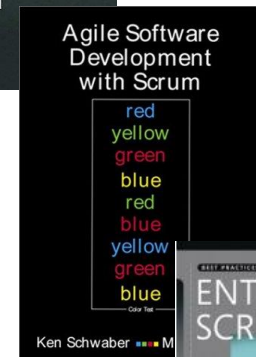 Agile Software
Development
with Scrum
red
yellow
green
blue
red
blue
yellow
green
blue
Color Test
Ken Schwaber M
BEST PRACTICES
ENT
SCR